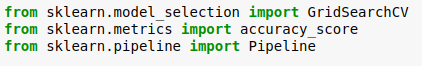 from sklearn.model_selection import GridSearchCV
from sklearn.metrics import accuracy_score
from sklearn.pipeline import Pipeline